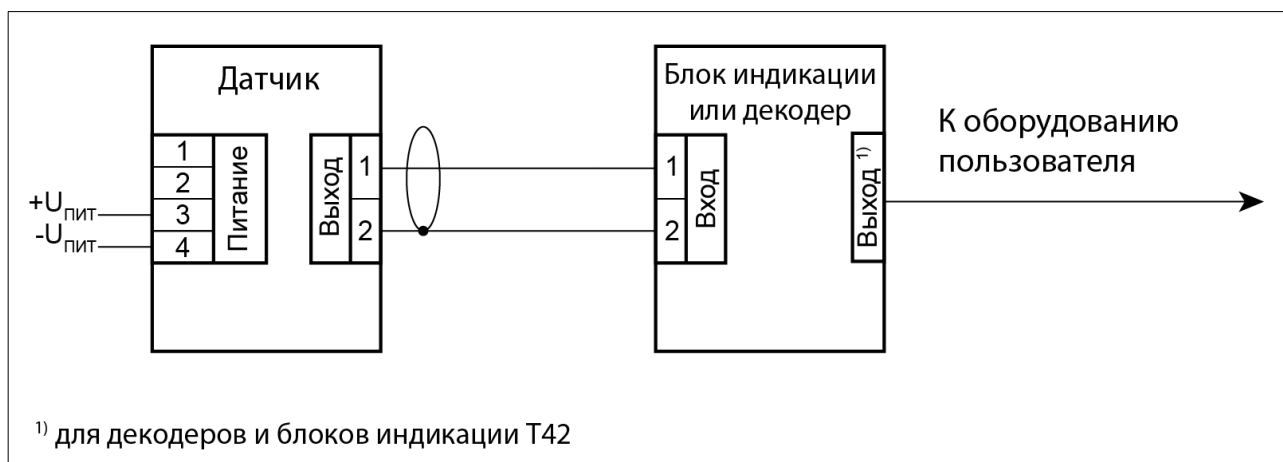 Датчик
1
2
3
4
Питание
Выход
1
2
+Uпит
-Uпит
Блок индикации
или декодер
1
2
Вход
Выход 1)
К оборудованию
пользователя
1) для декодеров и блоков индикации Т42